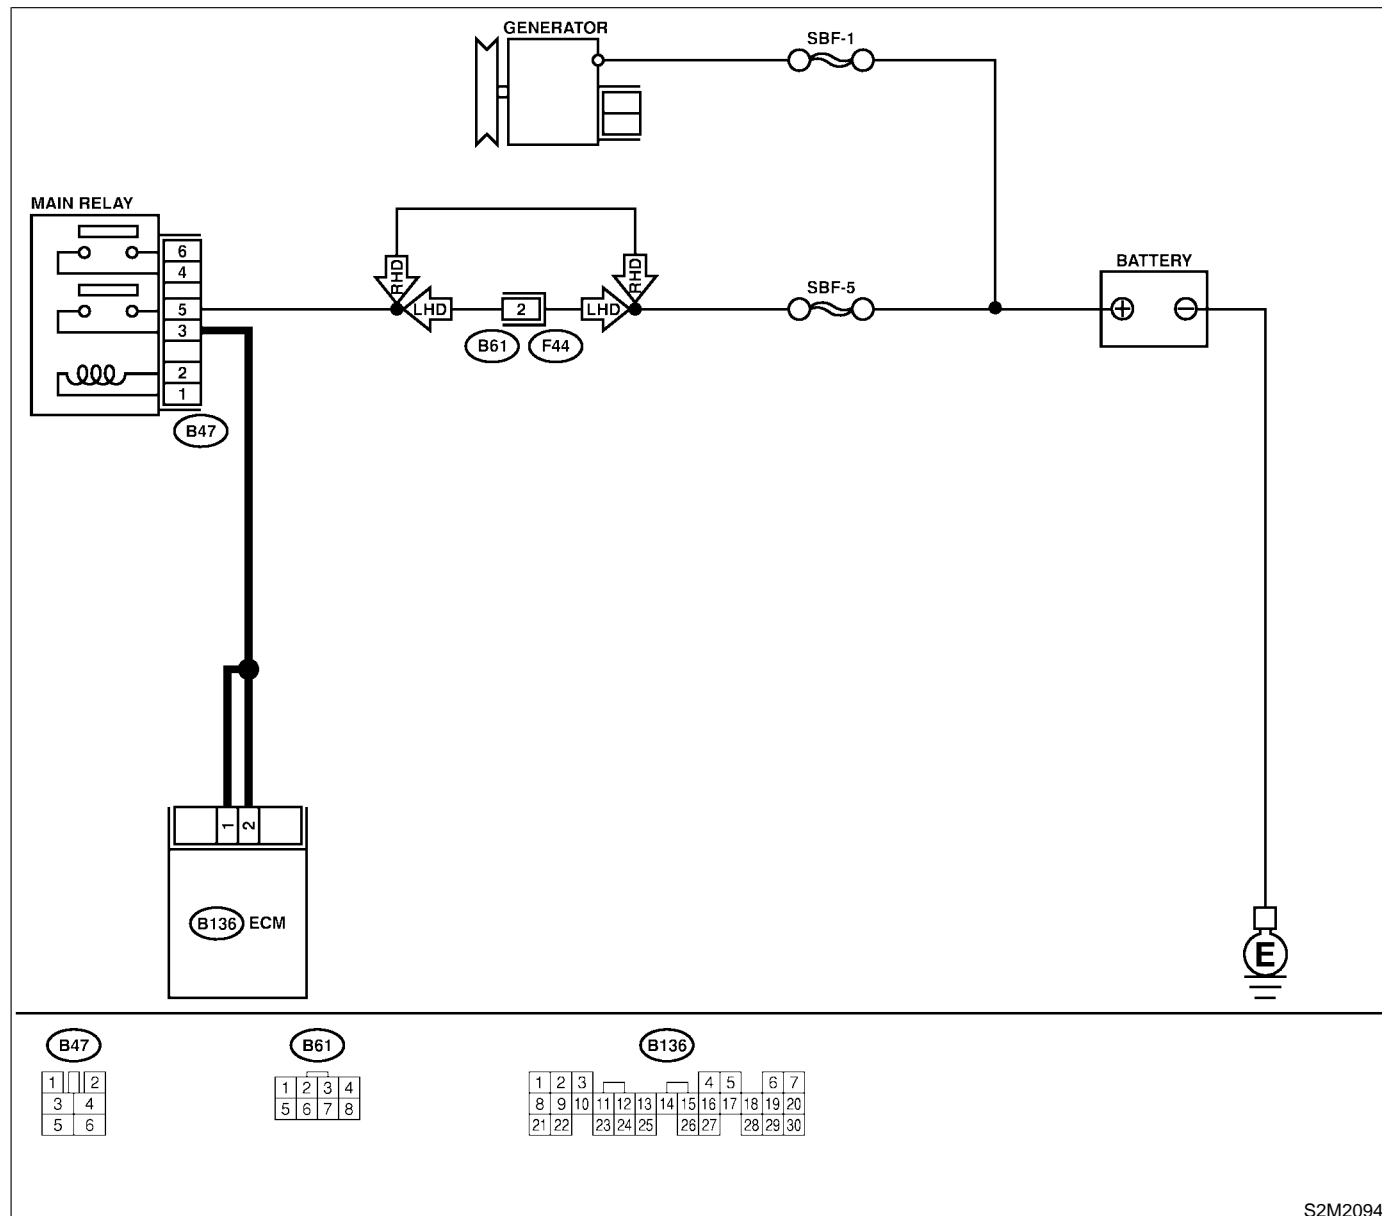 GENERATOR
SBF-1
MAIN RELAY
6
4
5
3
2
1
B47
RHD
RHD
LHD
2
LHD
B61
F44
SBF-5
BATTERY
+
−
1
2
B136 ECM
E
B47
1 2
3 4
5 6
B61
1 2 3 4
5 6 7 8
B136
1 2 3 4 5 6 7
8 9 10 11 12 13 14 15 16 17 18 19 20
21 22 23 24 25 26 27 28 29 30
S2M2094